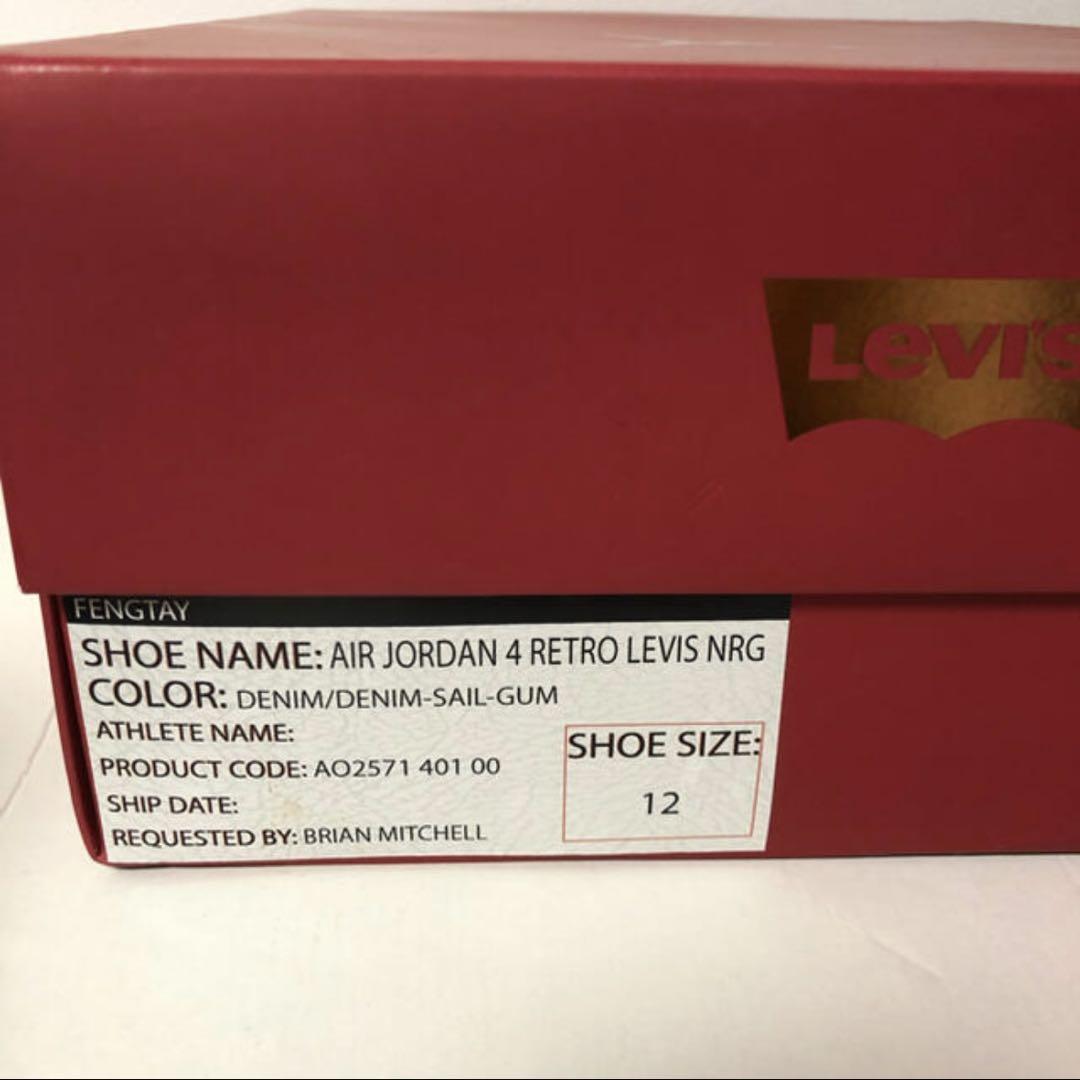 Levi's
FENGTAY
SHOE NAME: AIR JORDAN 4 RETRO LEVIS NRG
COLOR: DENIM/DENIM-SAIL-GUM
ATHLETE NAME:
PRODUCT CODE: AO2571 401 00
SHIP DATE:
REQUESTED BY: BRIAN MITCHELL
SHOE SIZE:
12